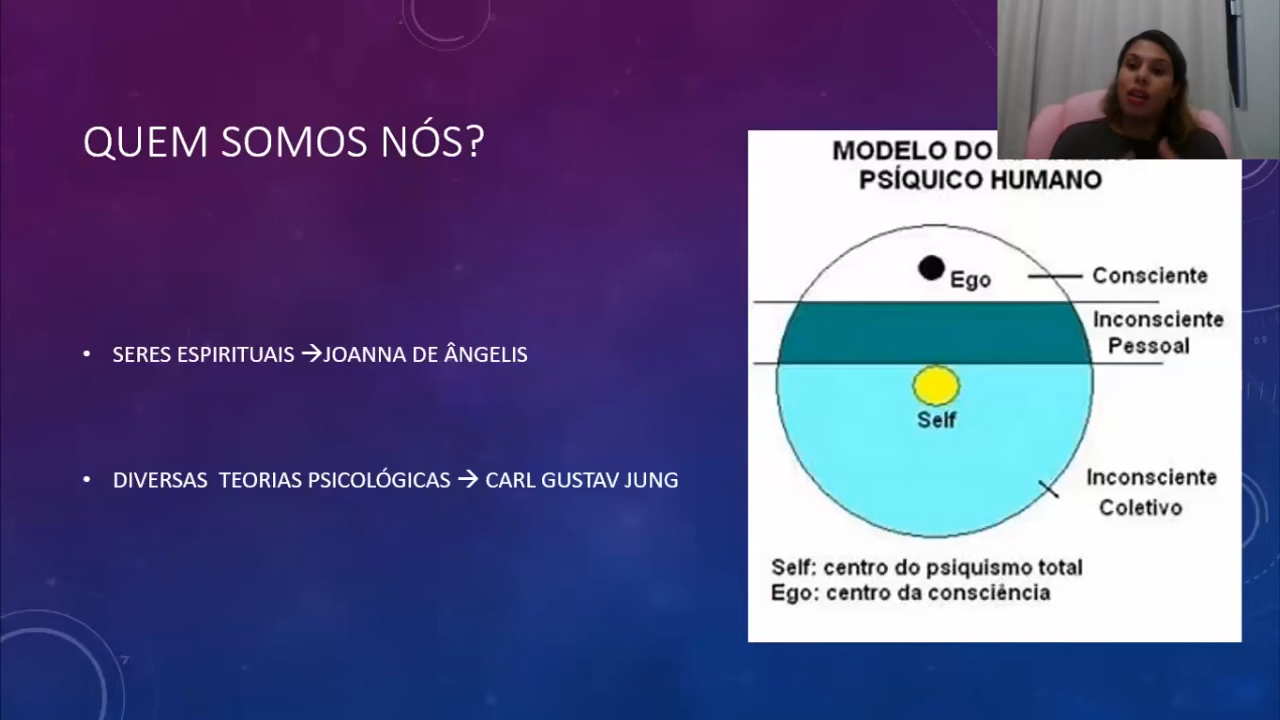 QUEM SOMOS NÓS?
• SERES ESPIRITUAIS →JOANNA DE ÂNGELIS
• DIVERSAS TEORIAS PSICOLÓGICAS → CARL GUSTAV JUNG
MODELO DO
PSÍQUICO HUMANO
Ego
Consciente
Inconsciente
Pessoal
Self
Inconsciente
Coletivo
Self: centro do psiquismo total
Ego: centro da consciência